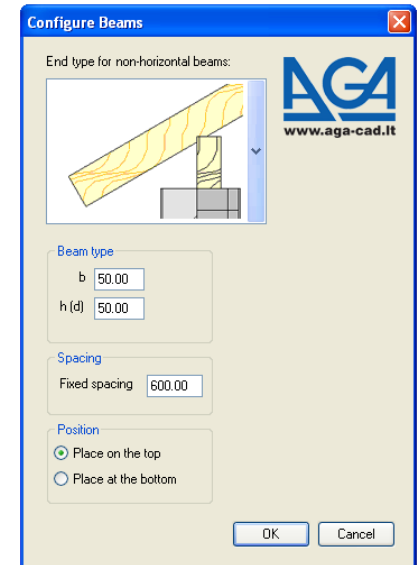 Configure Beams
End type for non-horizontal beams:
AGA
www.aga-cad.lt
Beam type
b 50.00
h (d) 50.00
Spacing
Fixed spacing 600.00
Position
Place on the top
Place at the bottom
OK Cancel